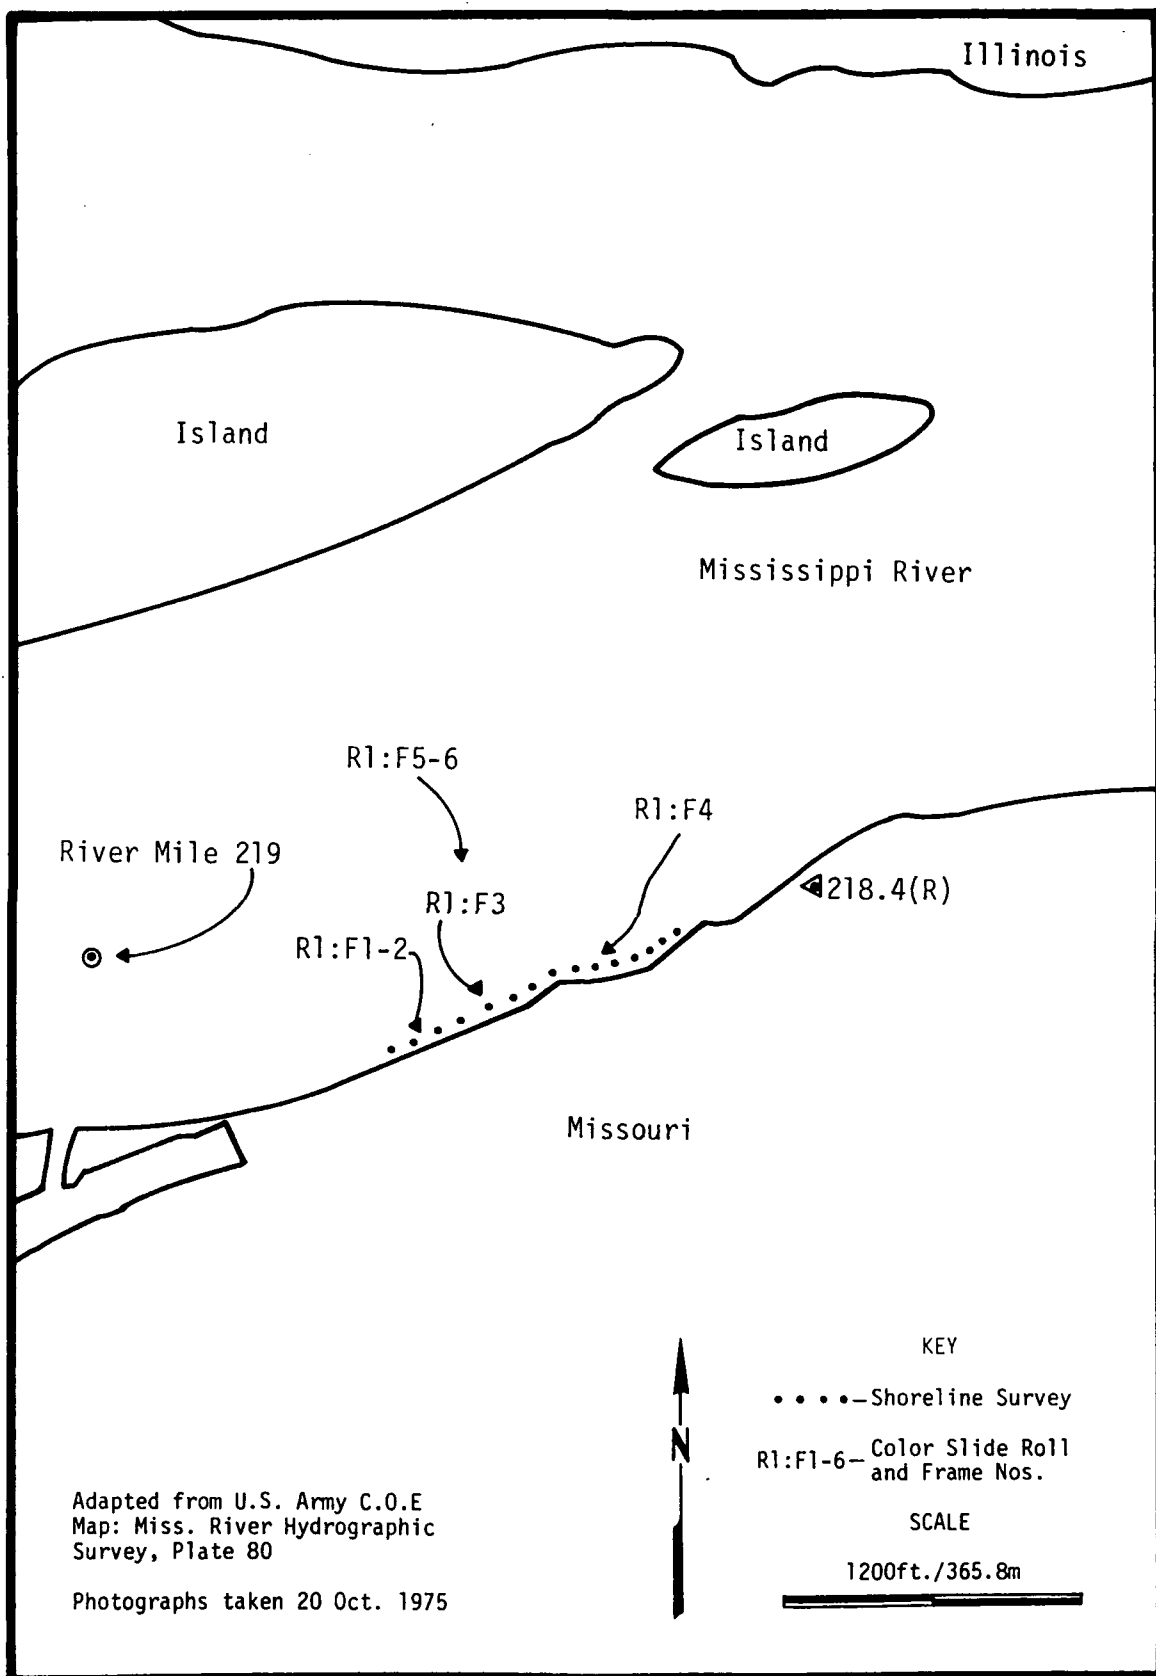 Illinois
Island
Island
Mississippi River
R1:F5-6
R1:F4
River Mile 219
218.4(R)
R1:F3
R1:F1-2
Missouri
KEY
Shoreline Survey
N
R1:F1-6 Color Slide Roll
and Frame Nos.
Adapted from U.S. Army C.O.E
Map: Miss. River Hydrographic
Survey, Plate 80
SCALE
1200ft./365.8m
Photographs taken 20 Oct. 1975